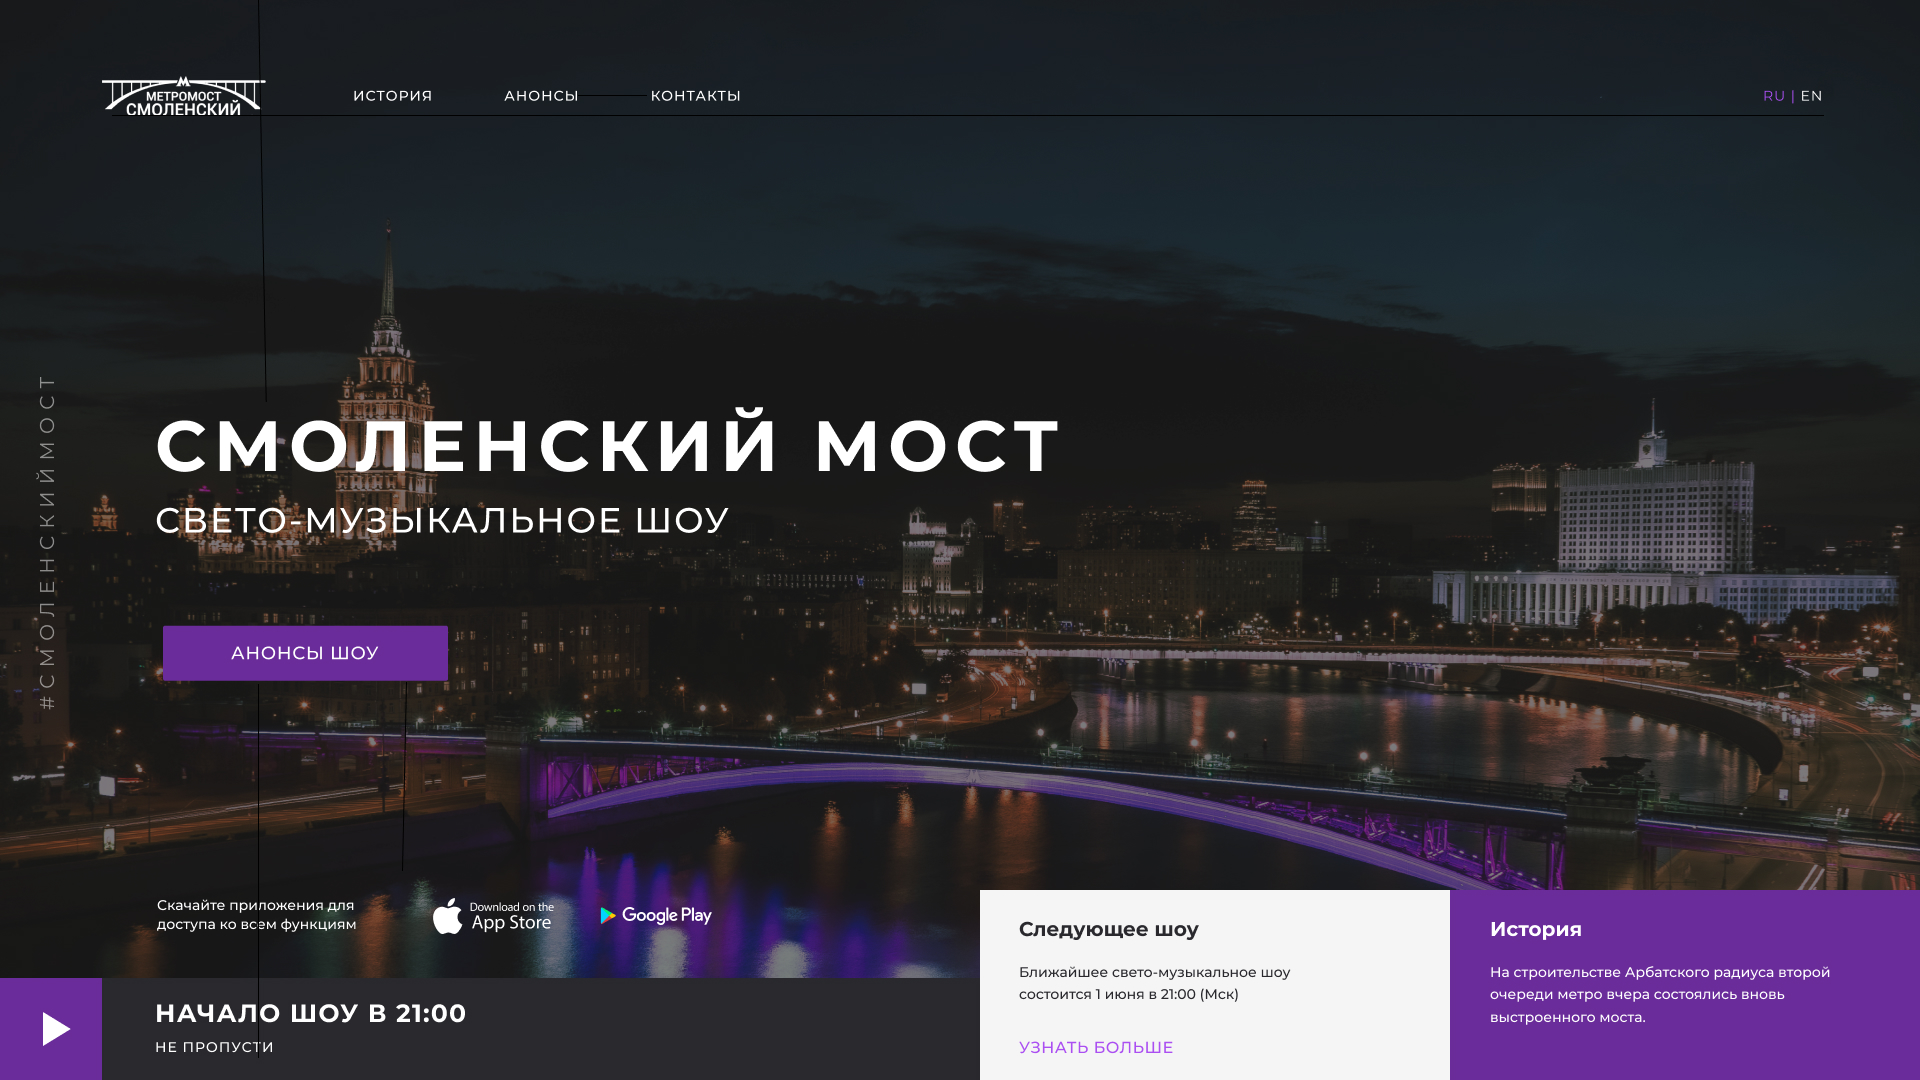 МЕТРОМОСТ
СМОЛЕНСКИЙ
ИСТОРИЯ
АНОНСЫ
КОНТАКТЫ
RU | EN
#СМОЛЕНСКИЙМОСТ
СМОЛЕНСКИЙ МОСТ
СВЕТО-МУЗЫКАЛЬНОЕ ШОУ
АНОНСЫ ШОУ
Скачайте приложения для
доступа ко всем функциям
Download on the
App Store
Google Play
НАЧАЛО ШОУ В 21:00
НЕ ПРОПУСТИ
Следующее шоу
Ближайшее свето-музыкальное шоу
состоится 1 июня в 21:00 (Мск)
УЗНАТЬ БОЛЬШЕ
История
На строительстве Арбатского радиуса второй
очереди метро вчера состоялись вновь
выстроенного моста.